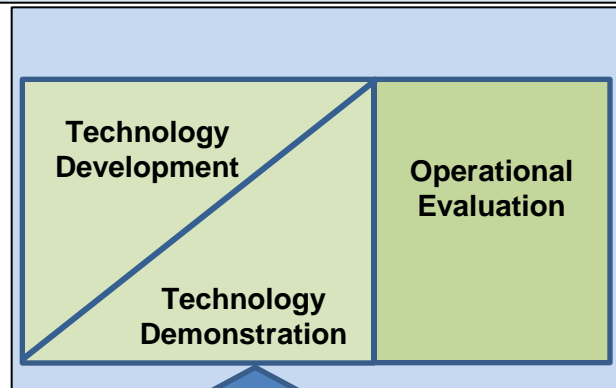 Technology
Development
Operational
Evaluation
Technology
Demonstration